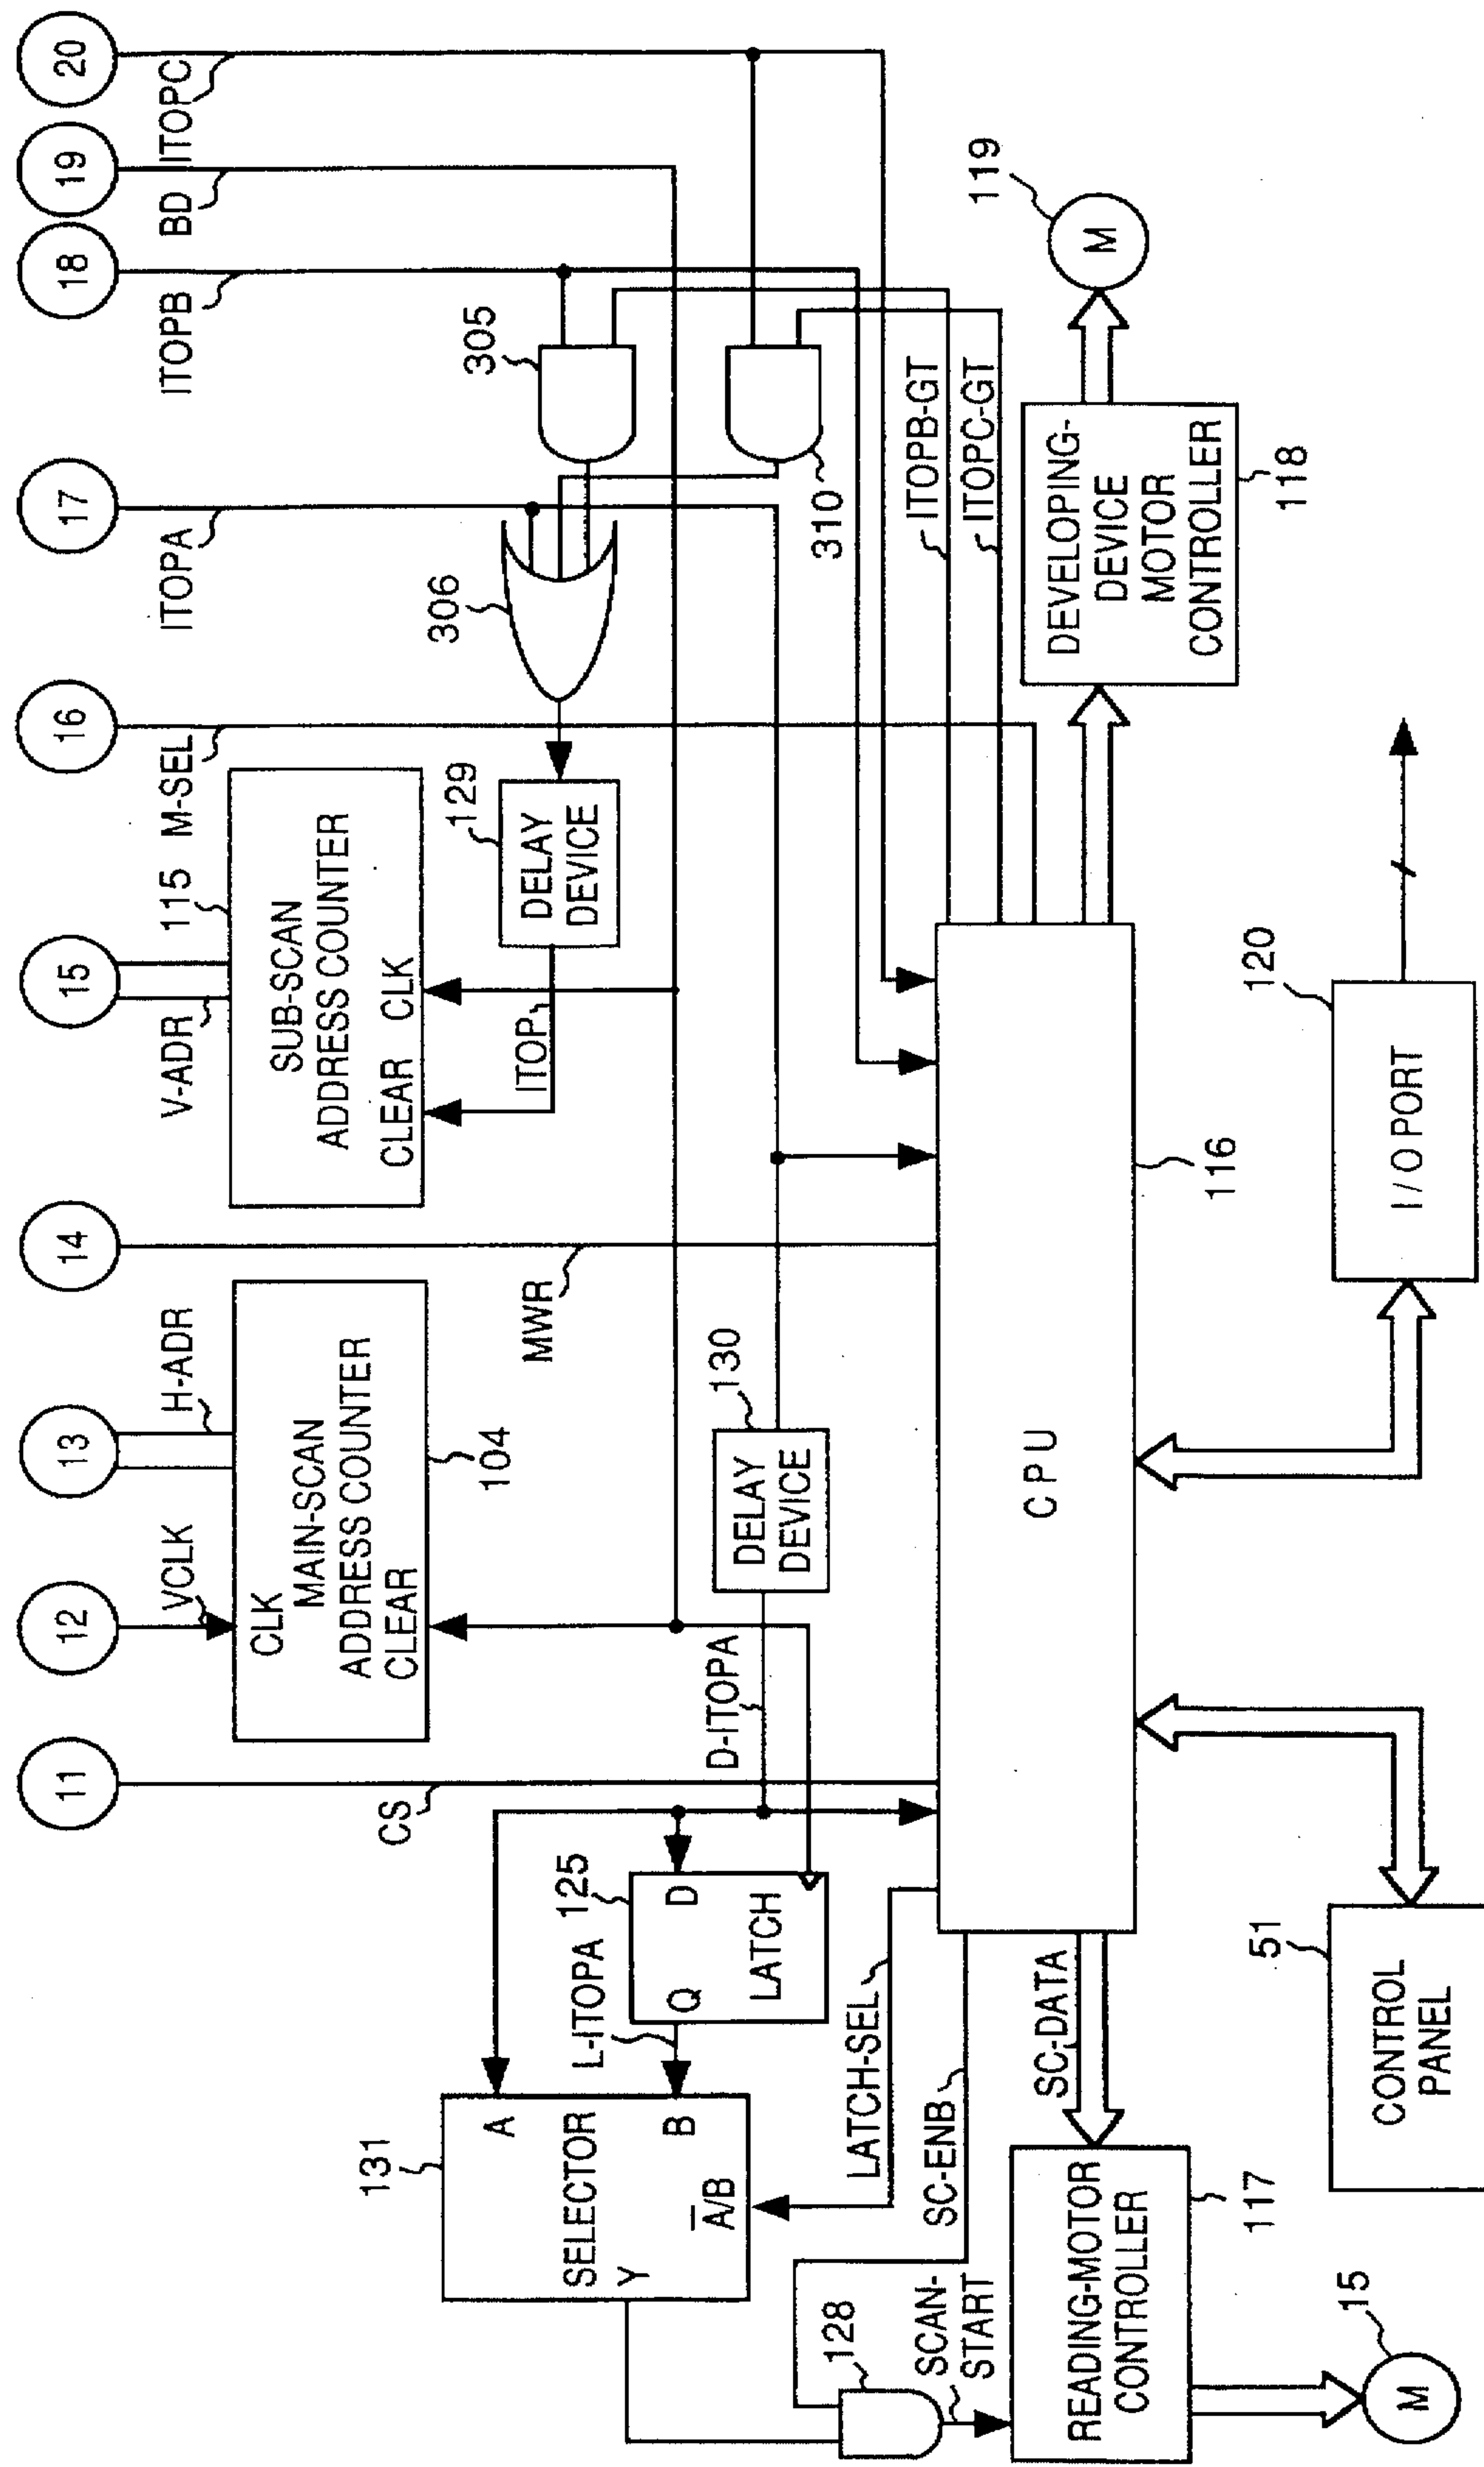 11
12
13
14
15
16
17
18
19
20
CS
VCLK
H-ADR
MWR
V-ADR
115
M-SEL
ITOPA
ITOPB
BD
ITOPC
CLK
MAIN-SCAN
ADDRESS COUNTER
CLEAR
104
SUB-SCAN
ADDRESS COUNTER
CLEAR CLK
ITOP
129
DELAY
DEVICE
306
305
310
131
A
SELECTOR
B
Y
A̅/B
L-ITOPA
125
D
Q
LATCH
D-ITOPA
130
DELAY
DEVICE
LATCH-SEL
SC-ENB
SC-DATA
128
SCAN-
START
CPU
116
ITOPB-GT
ITOPC-GT
READING-MOTOR
CONTROLLER
117
15
M
CONTROL
PANEL
51
I/O PORT
120
DEVELOPING-
DEVICE
MOTOR
CONTROLLER
118
M
119